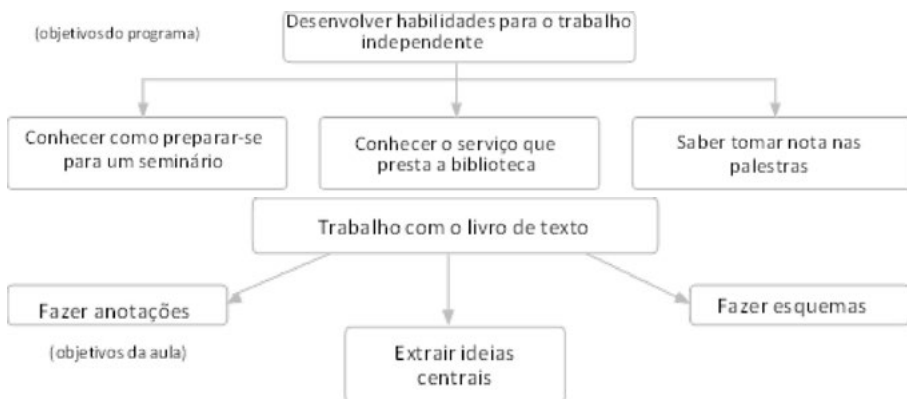 Desenvolver habilidades para o trabalho
independente
(objetivos do programa)
Conhecer como preparar-se
para um seminário
Conhecer o serviço que
presta a biblioteca
Saber tomar nota nas
palestras
Trabalho com o livro de texto
Fazer anotações
Fazer esquemas
(objetivos da aula)
Extrair ideias
centrais